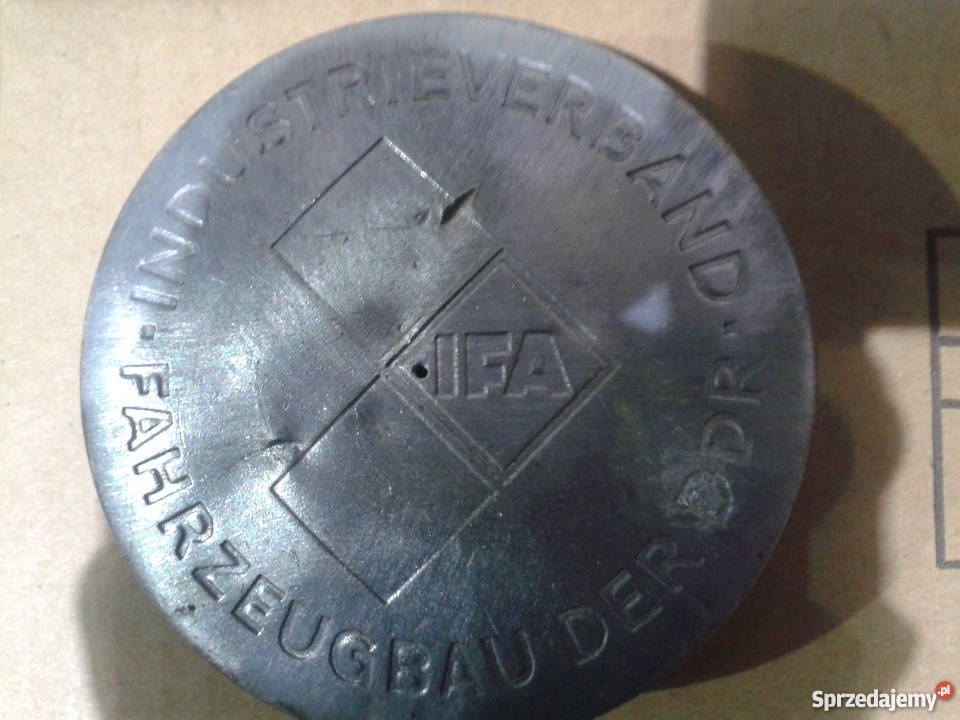 INDUSTRIEVERBAND
FAHRZEUGBAU DER DDR
IFA
Sprzedajemy.pl